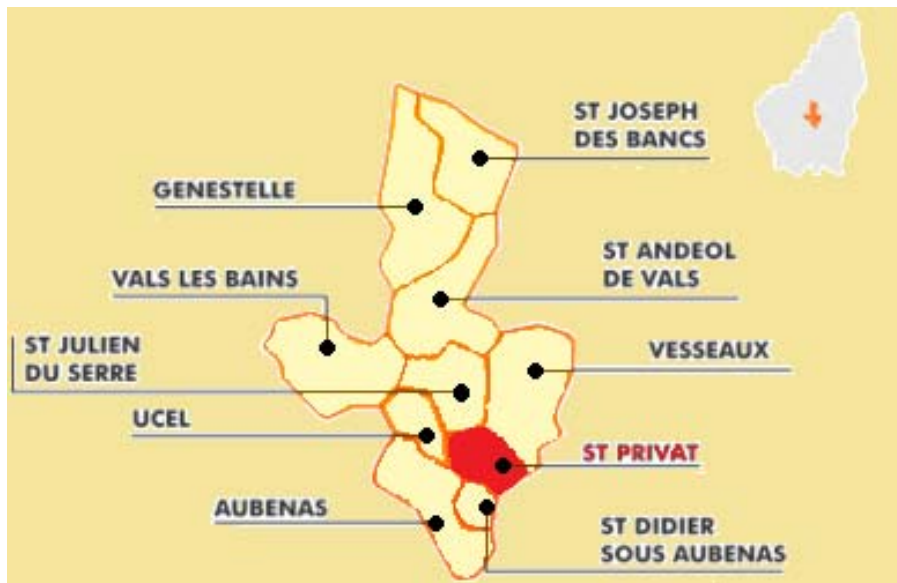 ST JOSEPH
DES BANCS
GENESTELLE
ST ANDEOL
DE VALS
VALS LES BAINS
ST JULIEN
DU SERRE
VESSEAUX
UCEL
ST PRIVAT
AUBENAS
ST DIDIER
SOUS AUBENAS